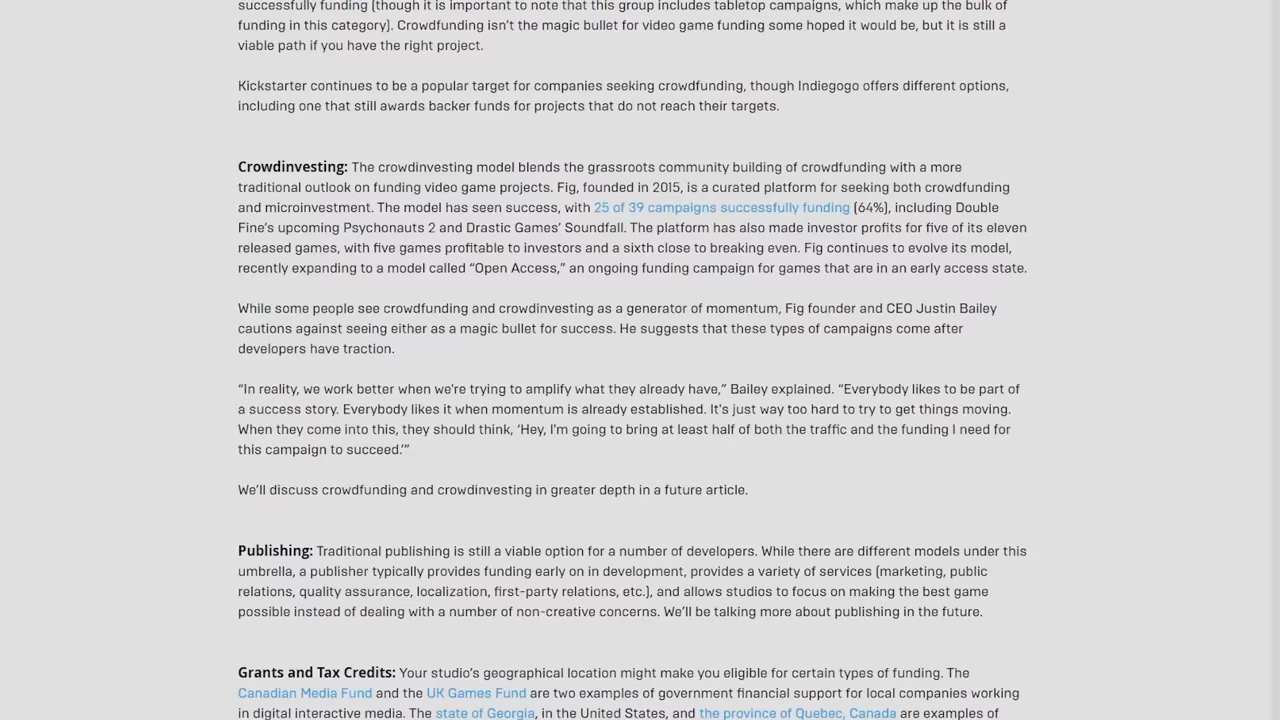 successfully funding (though it is important to note that this group includes tabletop campaigns, which make up the bulk of
funding in this category). Crowdfunding isn't the magic bullet for video game funding some hoped it would be, but it is still a
viable path if you have the right project.
Kickstarter continues to be a popular target for companies seeking crowdfunding, though Indiegogo offers different options,
including one that still awards backer funds for projects that do not reach their targets.
Crowdinvesting: The crowdinvesting model blends the grassroots community building of crowdfunding with a more
traditional outlook on funding video game projects. Fig, founded in 2015, is a curated platform for seeking both crowdfunding
and microinvestment. The model has seen success, with 25 of 39 campaigns successfully funding (64%), including Double
Fine's upcoming Psychonauts 2 and Drastic Games' Soundfall. The platform has also made investor profits for five of its eleven
released games, with five games profitable to investors and a sixth close to breaking even. Fig continues to evolve its model,
recently expanding to a model called “Open Access,” an ongoing funding campaign for games that are in an early access state.
While some people see crowdfunding and crowdinvesting as a generator of momentum, Fig founder and CEO Justin Bailey
cautions against seeing either as a magic bullet for success. He suggests that these types of campaigns come after
developers have traction.
“In reality, we work better when we're trying to amplify what they already have,” Bailey explained. “Everybody likes to be part of
a success story. Everybody likes it when momentum is already established. It's just way too hard to try to get things moving.
When they come into this, they should think, ‘Hey, I'm going to bring at least half of both the traffic and the funding I need for
this campaign to succeed.’”
We'll discuss crowdfunding and crowdinvesting in greater depth in a future article.
Publishing: Traditional publishing is still a viable option for a number of developers. While there are different models under this
umbrella, a publisher typically provides funding early on in development, provides a variety of services (marketing, public
relations, quality assurance, localization, first-party relations, etc.), and allows studios to focus on making the best game
possible instead of dealing with a number of non-creative concerns. We'll be talking more about publishing in the future.
Grants and Tax Credits: Your studio's geographical location might make you eligible for certain types of funding. The
Canadian Media Fund and the UK Games Fund are two examples of government financial support for local companies working
in digital interactive media. The state of Georgia, in the United States, and the province of Quebec, Canada are examples of